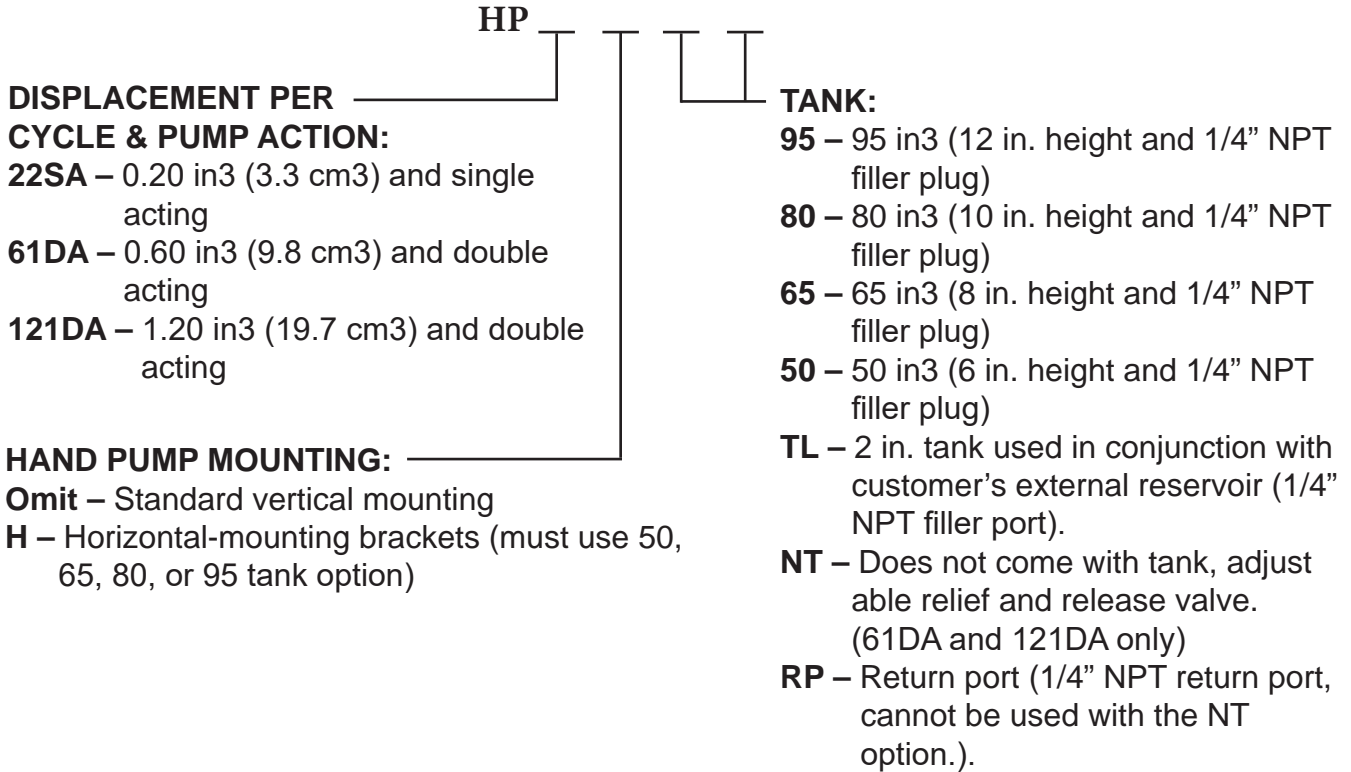 HP
DISPLACEMENT PER
CYCLE & PUMP ACTION:
22SA – 0.20 in3 (3.3 cm3) and single
acting
61DA – 0.60 in3 (9.8 cm3) and double
acting
121DA – 1.20 in3 (19.7 cm3) and double
acting
HAND PUMP MOUNTING:
Omit – Standard vertical mounting
H – Horizontal-mounting brackets (must use 50,
65, 80, or 95 tank option)
TANK:
95 – 95 in3 (12 in. height and 1/4” NPT
filler plug)
80 – 80 in3 (10 in. height and 1/4” NPT
filler plug)
65 – 65 in3 (8 in. height and 1/4” NPT
filler plug)
50 – 50 in3 (6 in. height and 1/4” NPT
filler plug)
TL – 2 in. tank used in conjunction with
customer’s external reservoir (1/4”
NPT filler port).
NT – Does not come with tank, adjust
able relief and release valve.
(61DA and 121DA only)
RP – Return port (1/4” NPT return port,
cannot be used with the NT
option.).